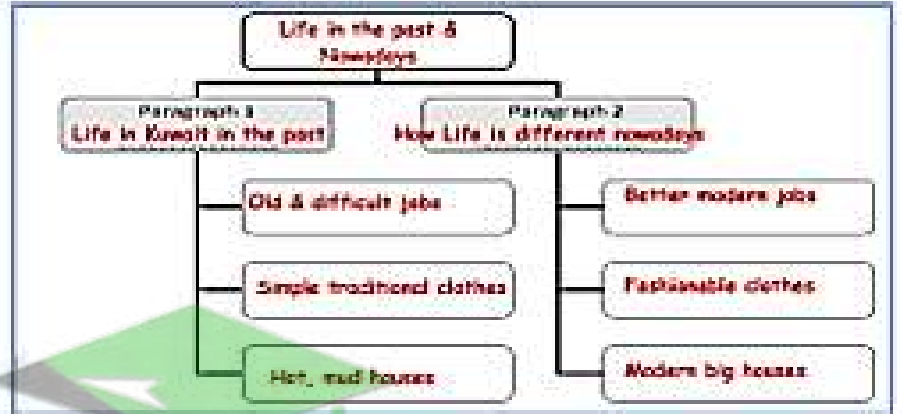 Life in the past &
Nowadays
Paragraph 1
Life in Kuwait in the past
Paragraph 2
How Life is different nowadays
Old & difficult jobs
Simple traditional clothes
Hot, mud houses
Better modern jobs
Fashionable clothes
Modern big houses